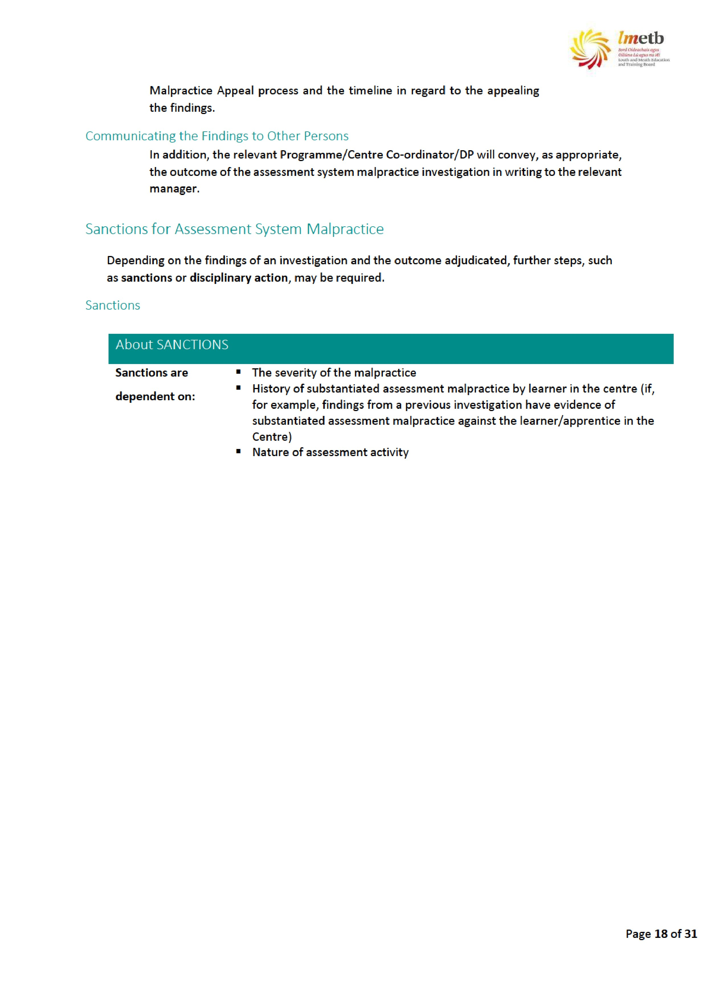 lmetb
Bord Oideachais agus
Oiliúna Lú agus na Mí
Louth and Meath Education
and Training Board
Malpractice Appeal process and the timeline in regard to the appealing
the findings.
Communicating the Findings to Other Persons
In addition, the relevant Programme/Centre Co-ordinator/DP will convey, as appropriate,
the outcome of the assessment system malpractice investigation in writing to the relevant
manager.
Sanctions for Assessment System Malpractice
Depending on the findings of an investigation and the outcome adjudicated, further steps, such
as sanctions or disciplinary action, may be required.
Sanctions
About SANCTIONS
Sanctions are
dependent on:
▪ The severity of the malpractice
▪ History of substantiated assessment malpractice by learner in the centre (if,
for example, findings from a previous investigation have evidence of
substantiated assessment malpractice against the learner/apprentice in the
Centre)
▪ Nature of assessment activity
Page 18 of 31